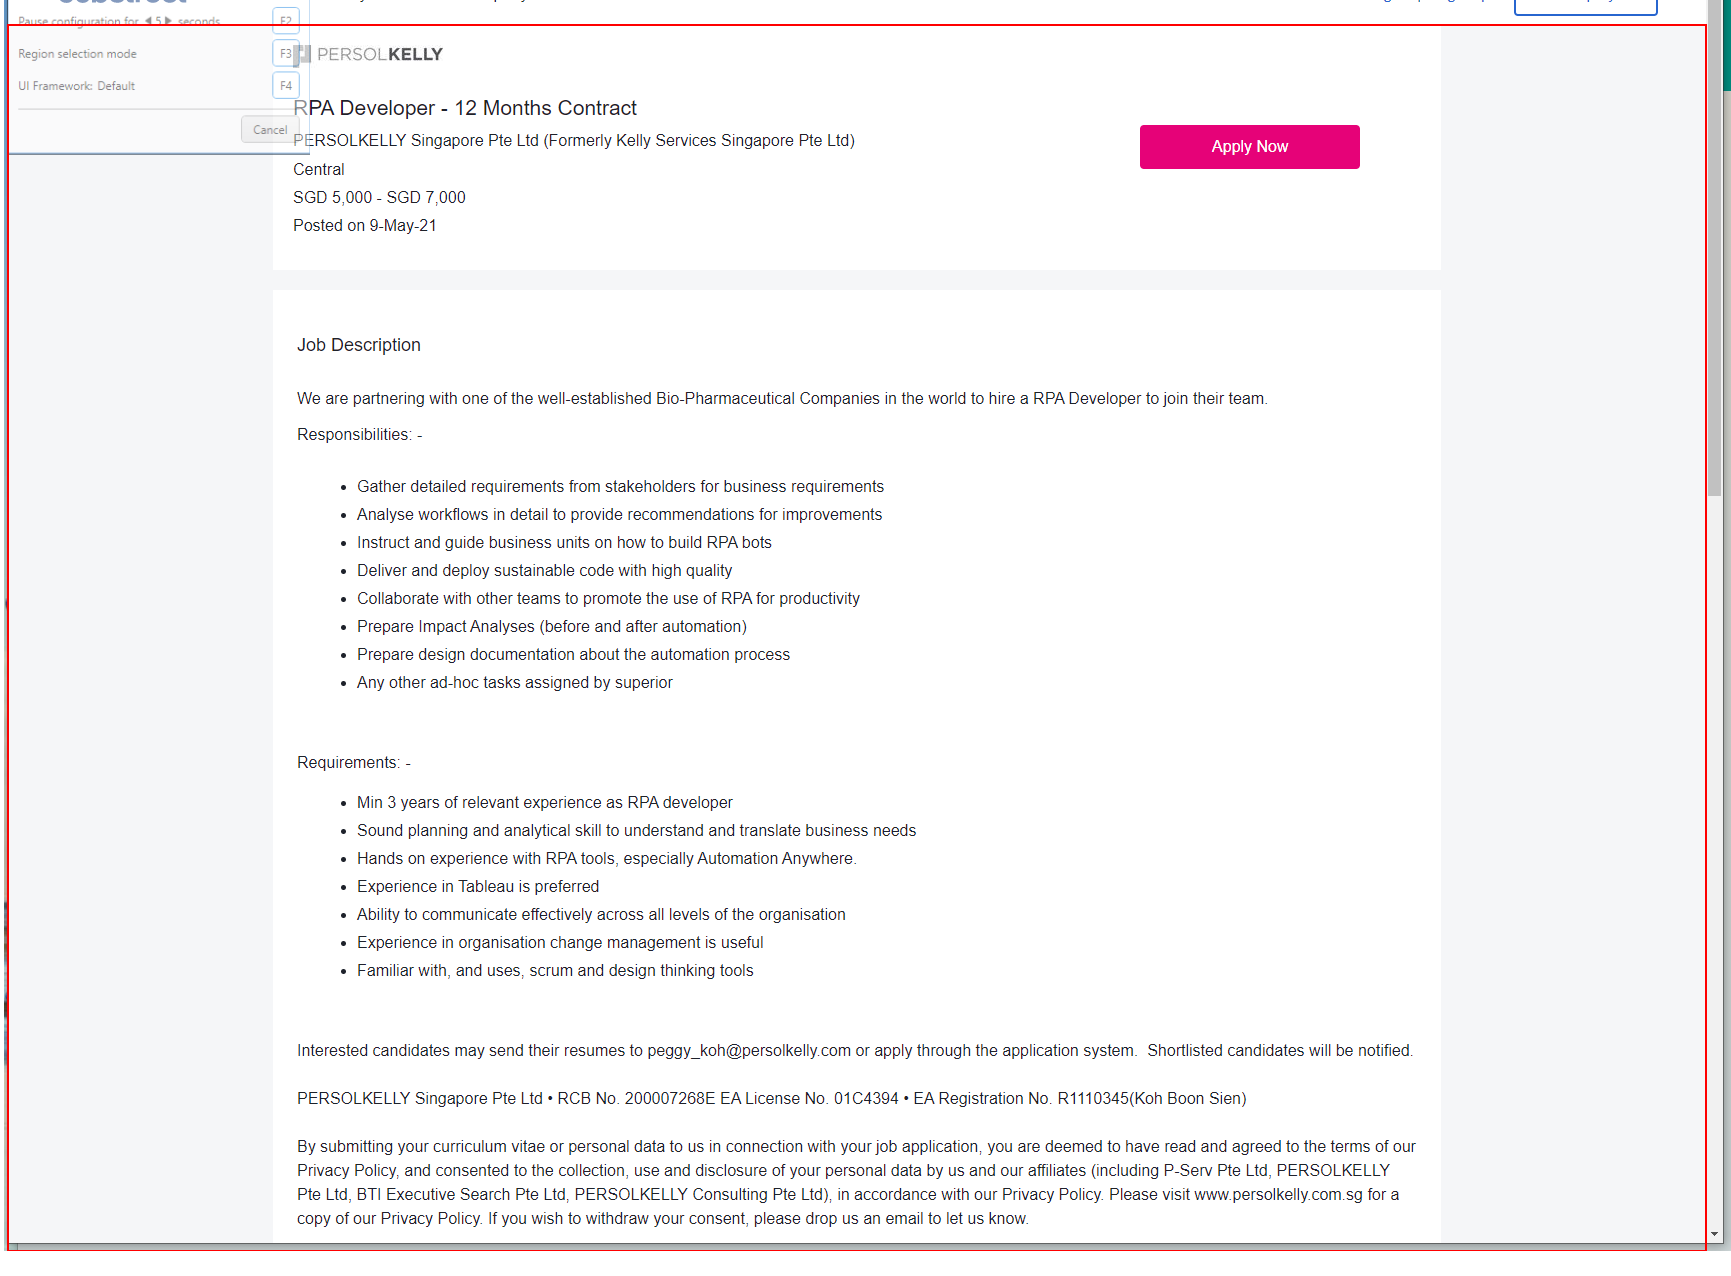 Pause configuration for 5 seconds F2
Region selection mode F3
UI Framework: Default F4
Cancel
PERSOLKELLY
RPA Developer - 12 Months Contract
PERSOLKELLY Singapore Pte Ltd (Formerly Kelly Services Singapore Pte Ltd)
Apply Now
Central
SGD 5,000 - SGD 7,000
Posted on 9-May-21
Job Description
We are partnering with one of the well-established Bio-Pharmaceutical Companies in the world to hire a RPA Developer to join their team.
Responsibilities: -
• Gather detailed requirements from stakeholders for business requirements
• Analyse workflows in detail to provide recommendations for improvements
• Instruct and guide business units on how to build RPA bots
• Deliver and deploy sustainable code with high quality
• Collaborate with other teams to promote the use of RPA for productivity
• Prepare Impact Analyses (before and after automation)
• Prepare design documentation about the automation process
• Any other ad-hoc tasks assigned by superior
Requirements: -
• Min 3 years of relevant experience as RPA developer
• Sound planning and analytical skill to understand and translate business needs
• Hands on experience with RPA tools, especially Automation Anywhere.
• Experience in Tableau is preferred
• Ability to communicate effectively across all levels of the organisation
• Experience in organisation change management is useful
• Familiar with, and uses, scrum and design thinking tools
Interested candidates may send their resumes to peggy_koh@persolkelly.com or apply through the application system.  Shortlisted candidates will be notified.
PERSOLKELLY Singapore Pte Ltd • RCB No. 200007268E EA License No. 01C4394 • EA Registration No. R1110345(Koh Boon Sien)
By submitting your curriculum vitae or personal data to us in connection with your job application, you are deemed to have read and agreed to the terms of our
Privacy Policy, and consented to the collection, use and disclosure of your personal data by us and our affiliates (including P-Serv Pte Ltd, PERSOLKELLY
Pte Ltd, BTI Executive Search Pte Ltd, PERSOLKELLY Consulting Pte Ltd), in accordance with our Privacy Policy. Please visit www.persolkelly.com.sg for a
copy of our Privacy Policy. If you wish to withdraw your consent, please drop us an email to let us know.